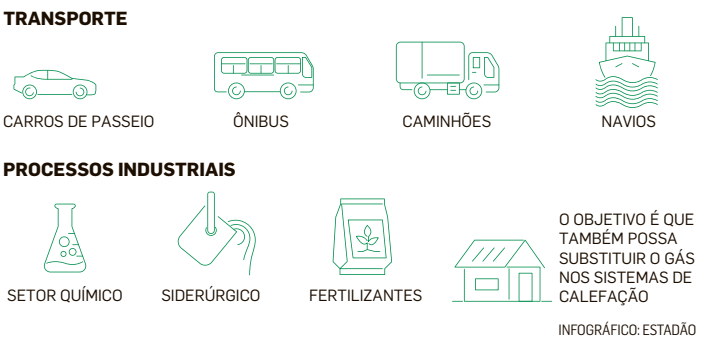 TRANSPORTE
CARROS DE PASSEIO
ÔNIBUS
CAMINHÕES
NAVIOS
PROCESSOS INDUSTRIAIS
SETOR QUÍMICO
SIDERÚRGICO
FERTILIZANTES
O OBJETIVO É QUE
TAMBÉM POSSA
SUBSTITUIR O GÁS
NOS SISTEMAS DE
CALEFAÇÃO
INFOGRÁFICO: ESTADÃO